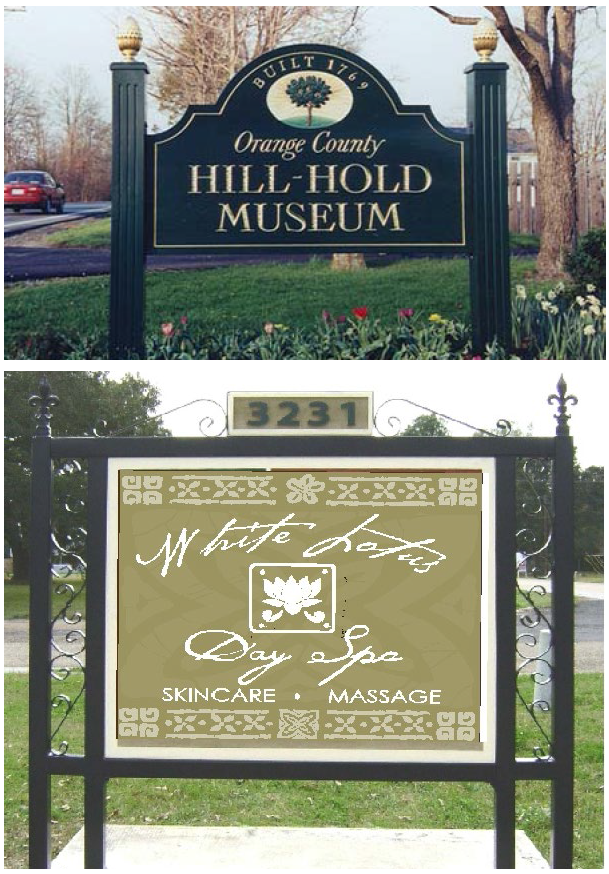 BUILT 1769
Orange County
HILL-HOLD
MUSEUM
3231
White Lotus
Day Spa
SKINCARE • MASSAGE